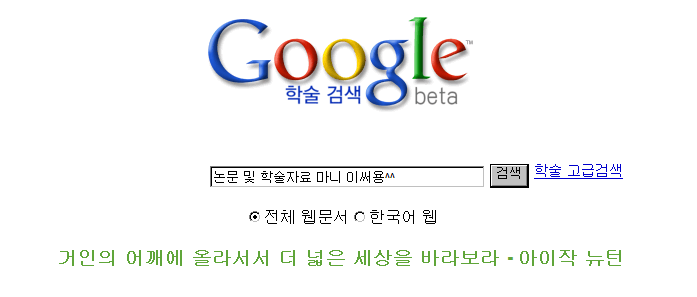 Google™
학술 검색 beta
논문 및 학술자료 마니 이써용^^ 검색 학술 고급검색
전체 웹문서 한국어 웹
거인의 어깨에 올라서서 더 넓은 세상을 바라보라 - 아이작 뉴턴